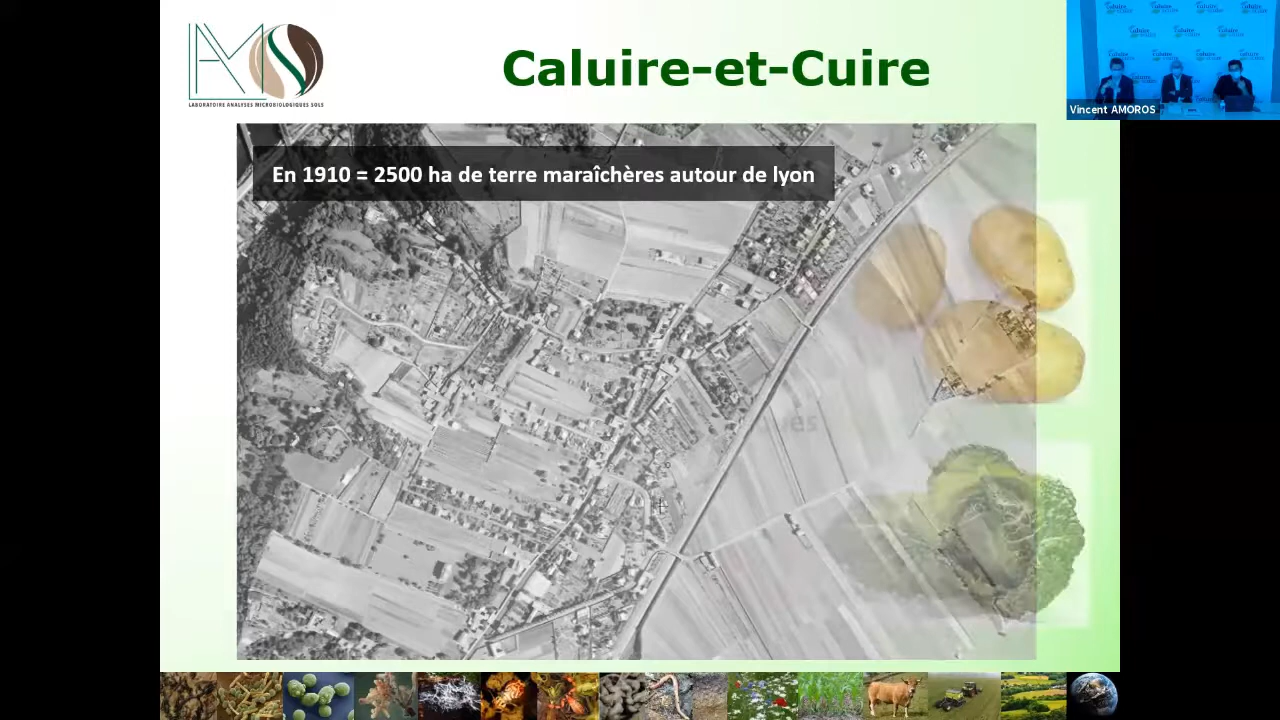 LAMS
LABORATOIRE ANALYSES MICROBIOLOGIQUES SOLS
Caluire-et-Cuire
Vincent AMOROS
En 1910 = 2500 ha de terre maraîchères autour de lyon